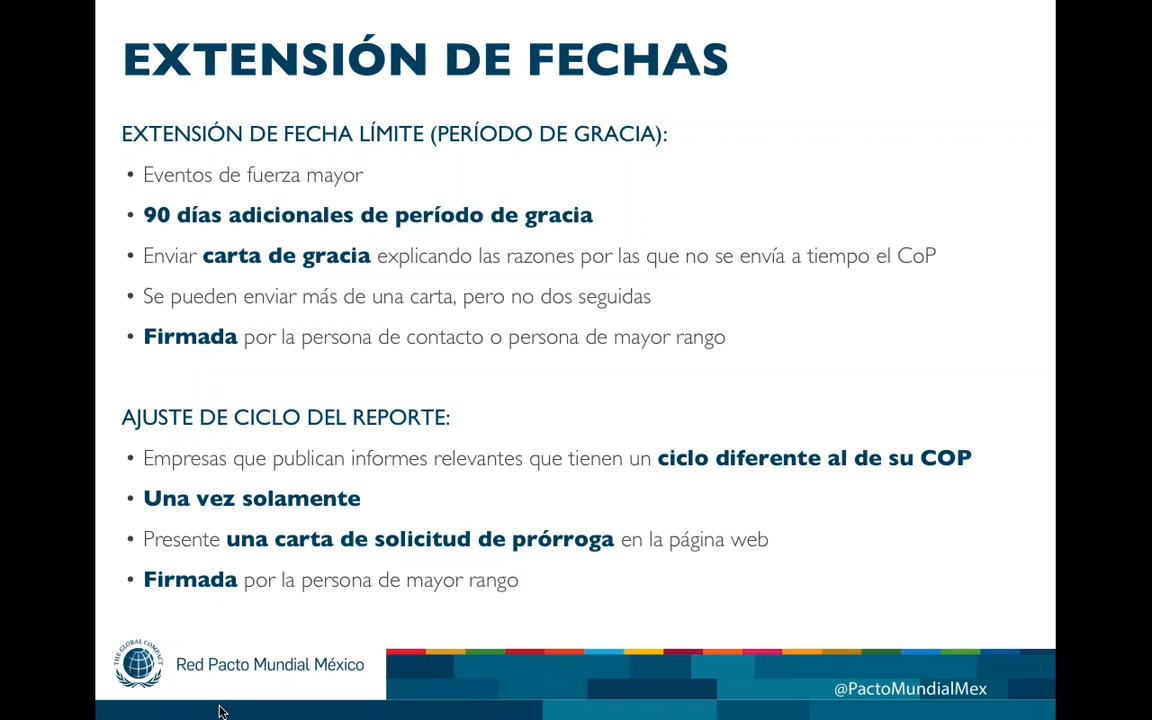 EXTENSIÓN DE FECHAS
EXTENSIÓN DE FECHA LÍMITE (PERÍODO DE GRACIA):
• Eventos de fuerza mayor
• 90 días adicionales de período de gracia
• Enviar carta de gracia explicando las razones por las que no se envía a tiempo el CoP
• Se pueden enviar más de una carta, pero no dos seguidas
• Firmada por la persona de contacto o persona de mayor rango
AJUSTE DE CICLO DEL REPORTE:
• Empresas que publican informes relevantes que tienen un ciclo diferente al de su COP
• Una vez solamente
• Presente una carta de solicitud de prórroga en la página web
• Firmada por la persona de mayor rango
THE GLOBAL COMPACT
Red Pacto Mundial México
@PactoMundialMex